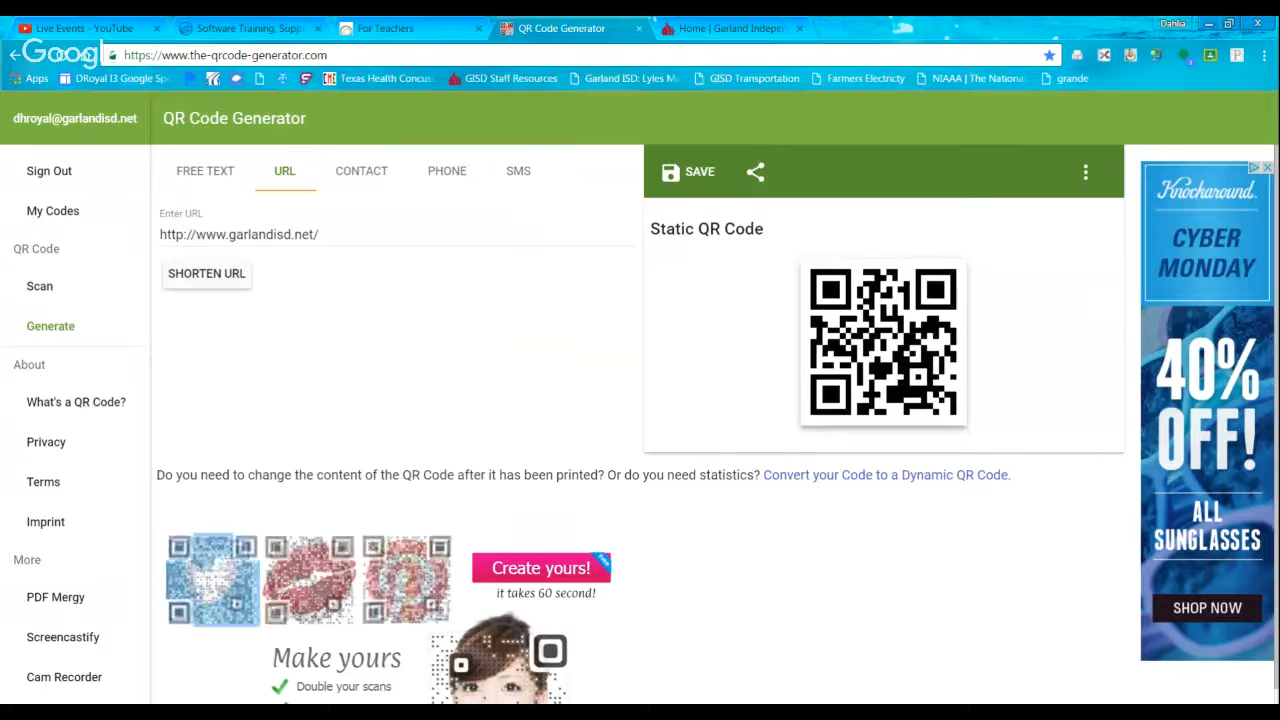 Live Events - YouTube
Software Training, Supp
For Teachers
QR Code Generator
Home | Garland Indepen
Dahlia
Googl
https://www.the-qrcode-generator.com
Apps
DRoyal I3 Google Spo
Texas Health Concus
GISD Staff Resources
Garland ISD: Lyles M
GISD Transportation
Farmers Electricty
NIAAA | The Nationa
grande
dhroyal@garlandisd.net
QR Code Generator
Sign Out
My Codes
QR Code
Scan
Generate
About
What's a QR Code?
Privacy
Terms
Imprint
More
PDF Mergy
Screencastify
Cam Recorder
FREE TEXT
URL
CONTACT
PHONE
SMS
Enter URL
http://www.garlandisd.net/
SHORTEN URL
SAVE
Static QR Code
Do you need to change the content of the QR Code after it has been printed? Or do you need statistics? Convert your Code to a Dynamic QR Code.
Create yours!
it takes 60 second!
Make yours
Double your scans
Knockaround
CYBER
MONDAY
40%
OFF!
ALL
SUNGLASSES
SHOP NOW